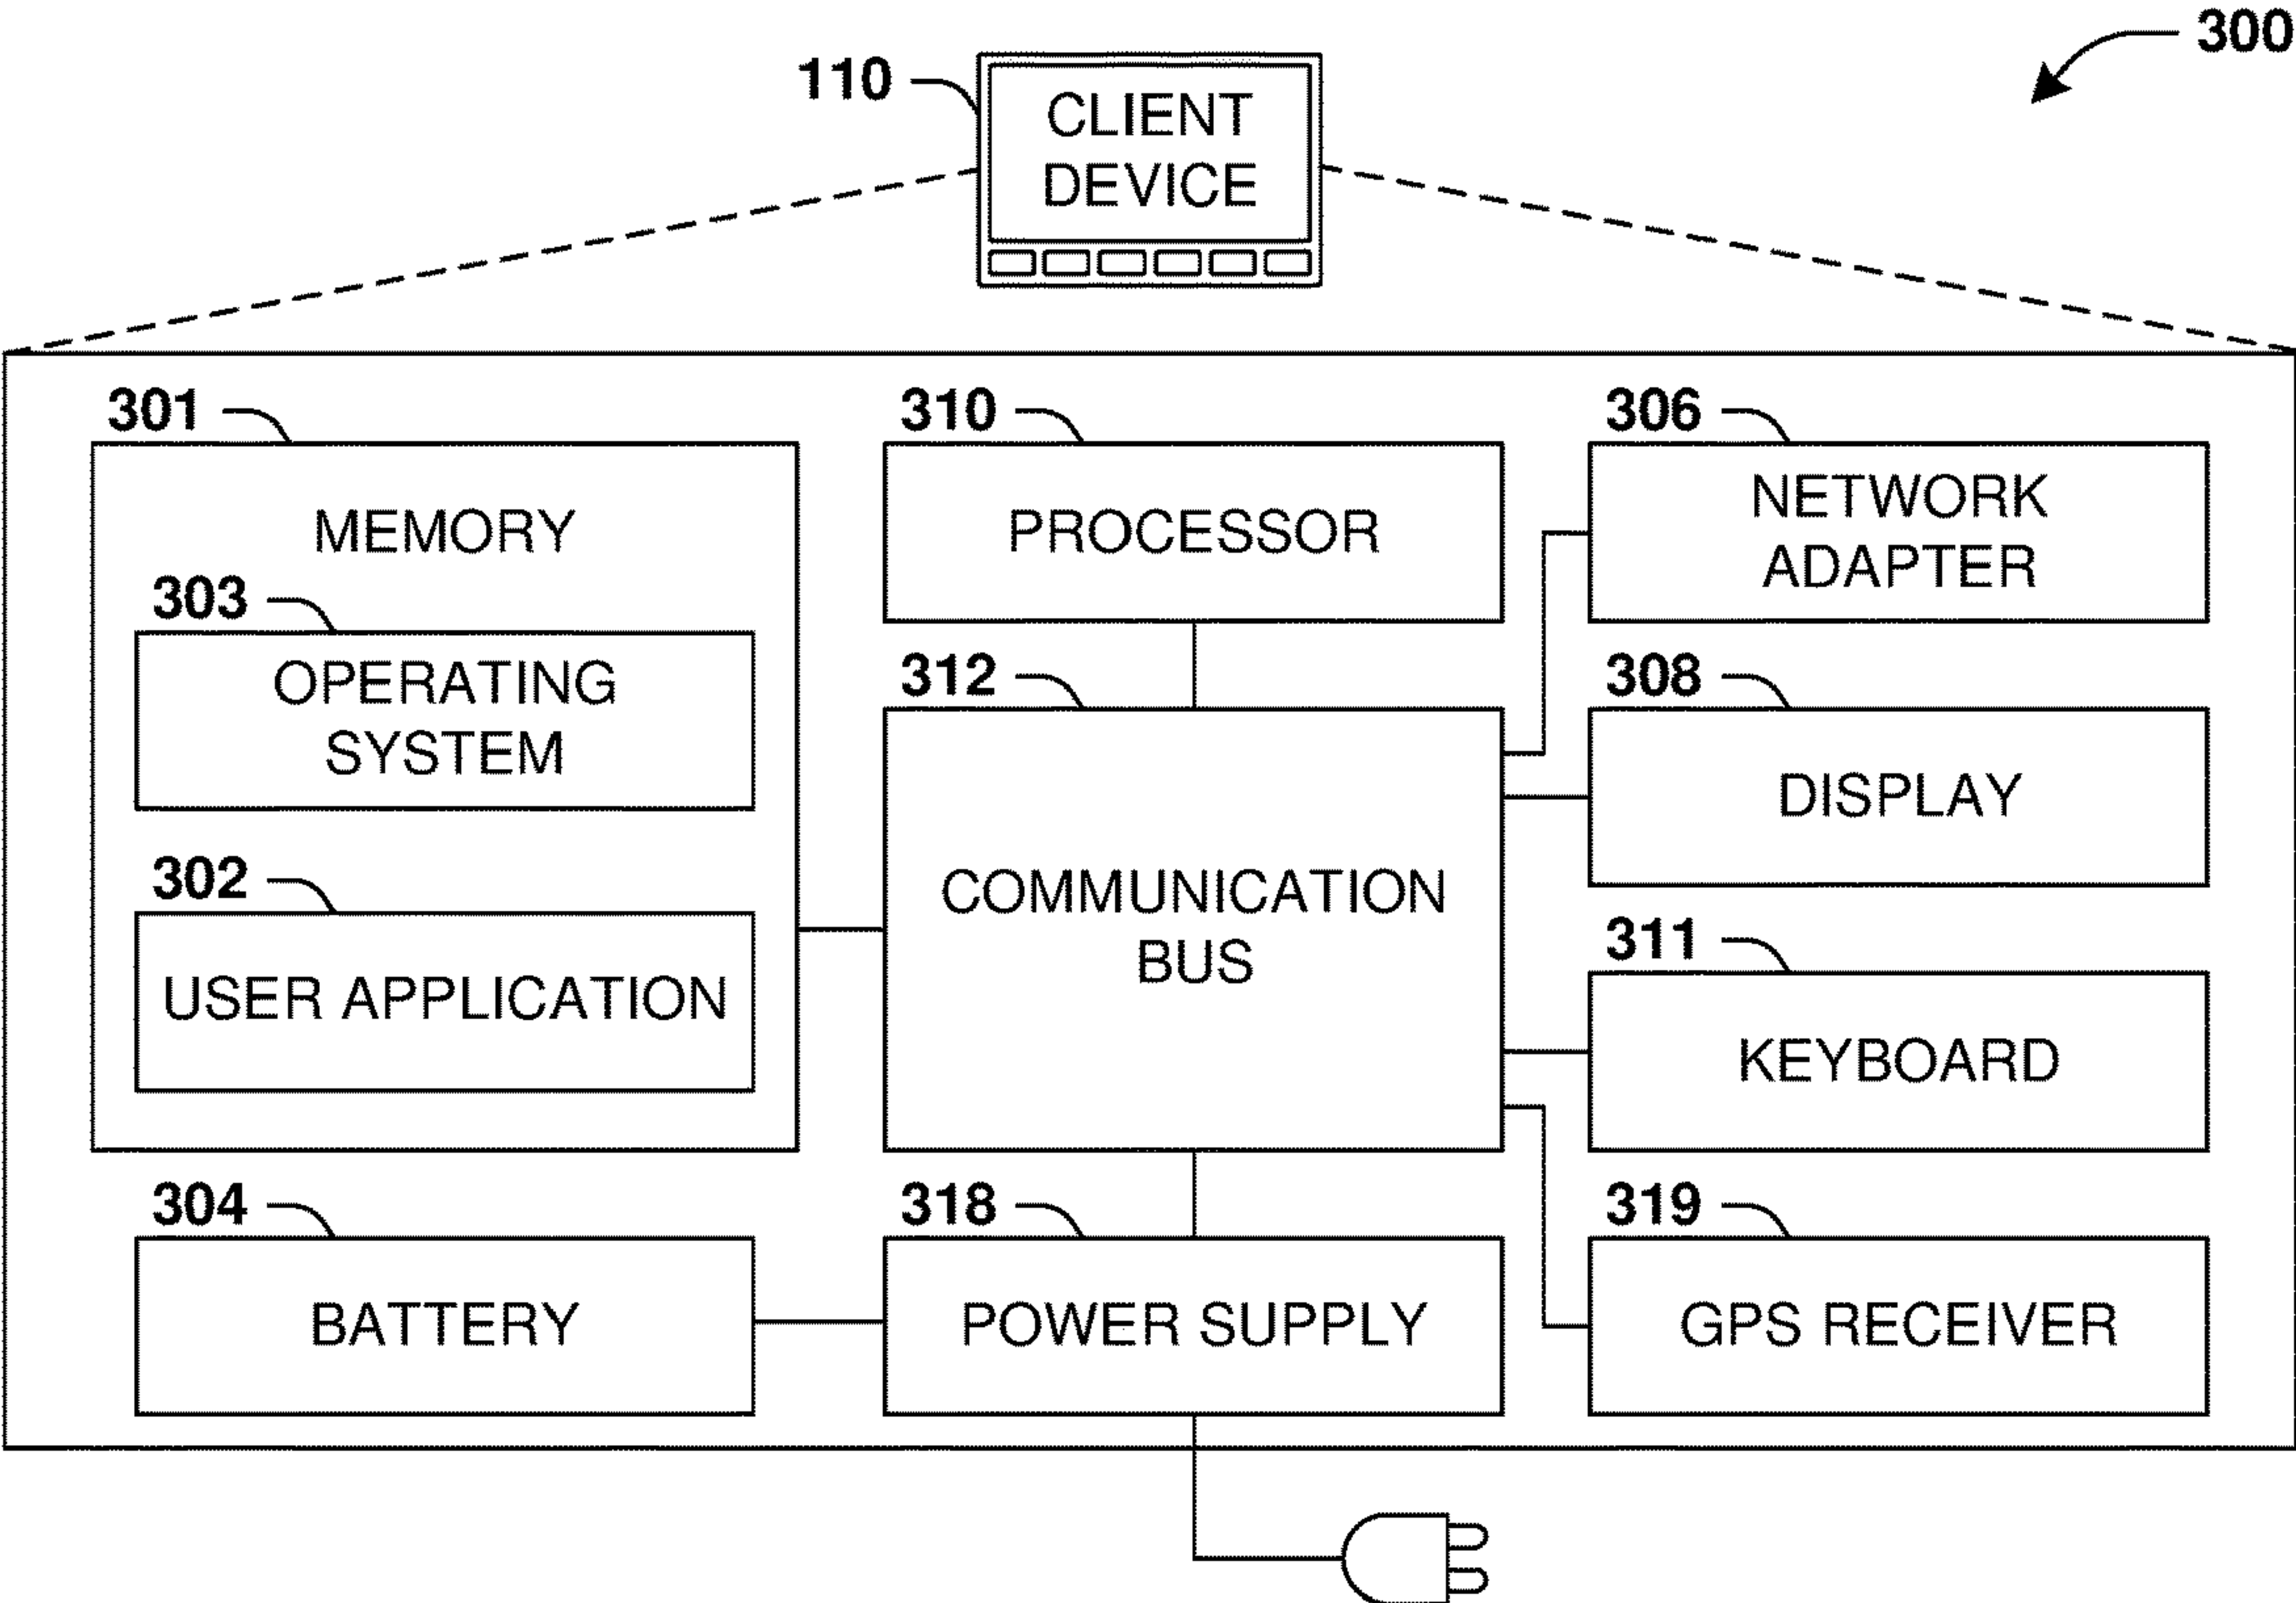 300
110
CLIENT
DEVICE
301
MEMORY
303
OPERATING
SYSTEM
302
USER APPLICATION
304
BATTERY
310
PROCESSOR
312
COMMUNICATION
BUS
318
POWER SUPPLY
306
NETWORK
ADAPTER
308
DISPLAY
311
KEYBOARD
319
GPS RECEIVER